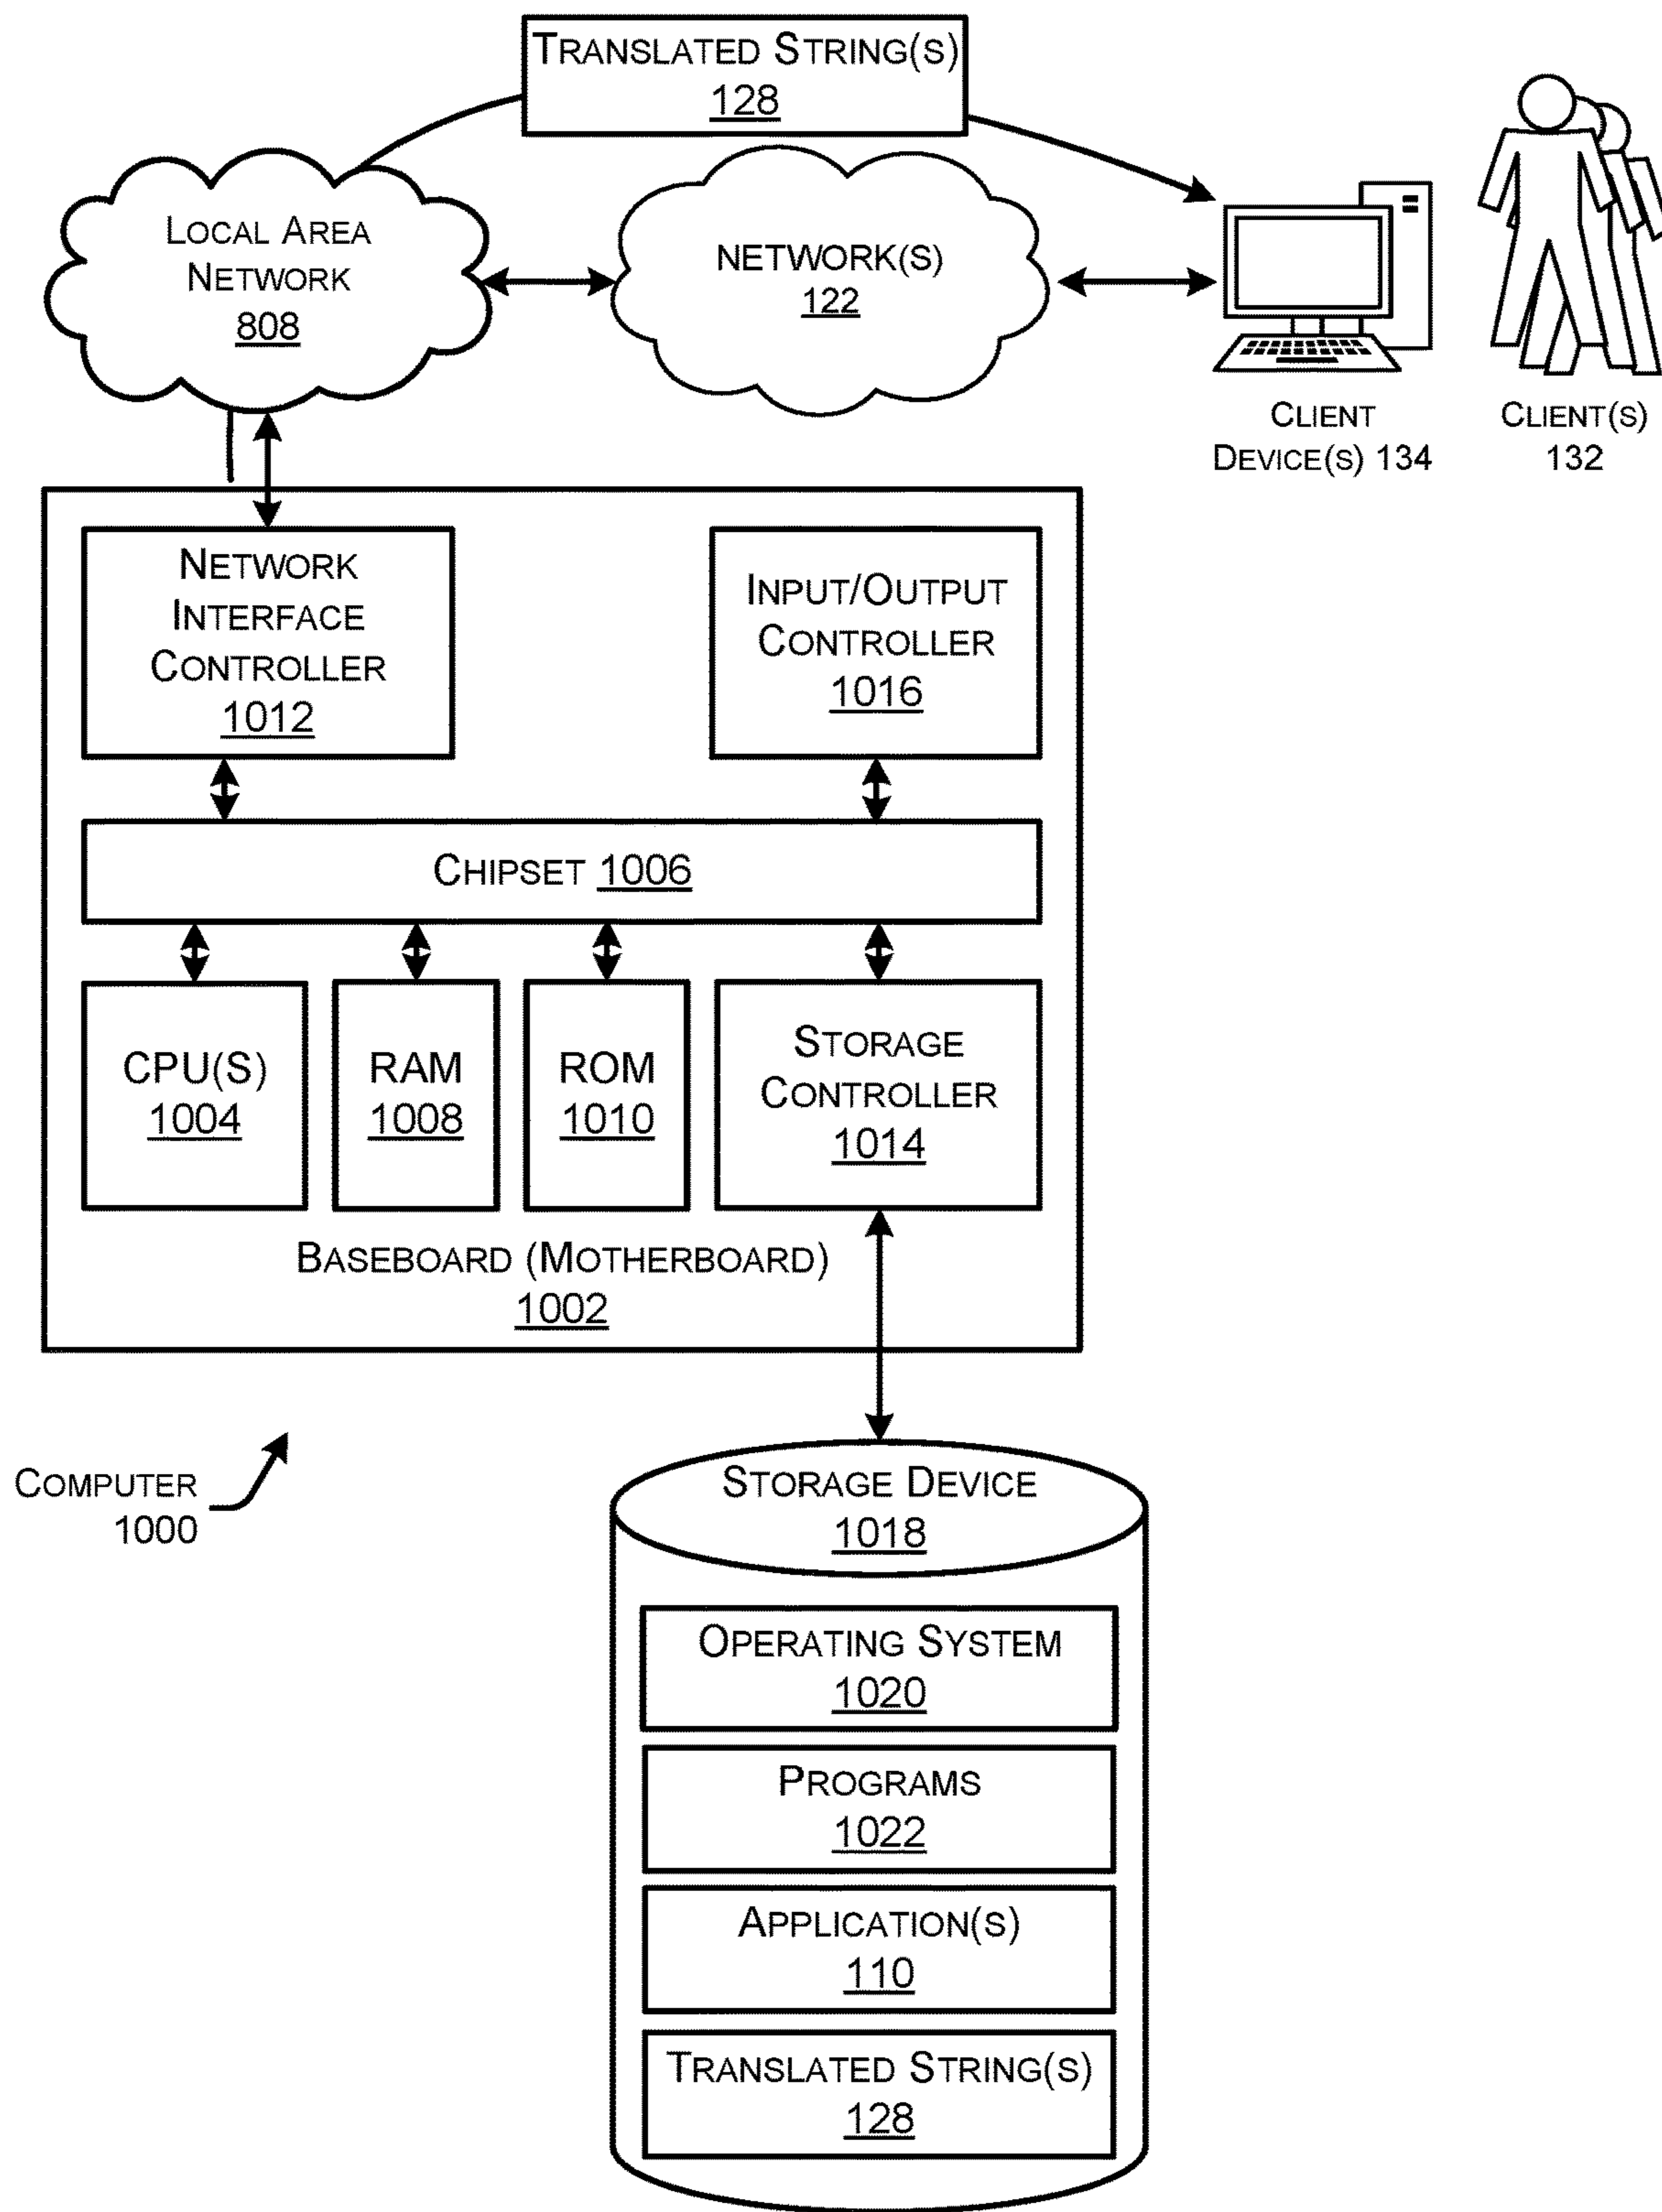 TRANSLATED STRING(S)
128
LOCAL AREA
NETWORK
808
NETWORK(S)
122
CLIENT
DEVICE(S) 134
CLIENT(S)
132
NETWORK
INTERFACE
CONTROLLER
1012
INPUT/OUTPUT
CONTROLLER
1016
CHIPSET 1006
CPU(S)
1004
RAM
1008
ROM
1010
STORAGE
CONTROLLER
1014
BASEBOARD (MOTHERBOARD)
1002
COMPUTER
1000
STORAGE DEVICE
1018
OPERATING SYSTEM
1020
PROGRAMS
1022
APPLICATION(S)
110
TRANSLATED STRING(S)
128